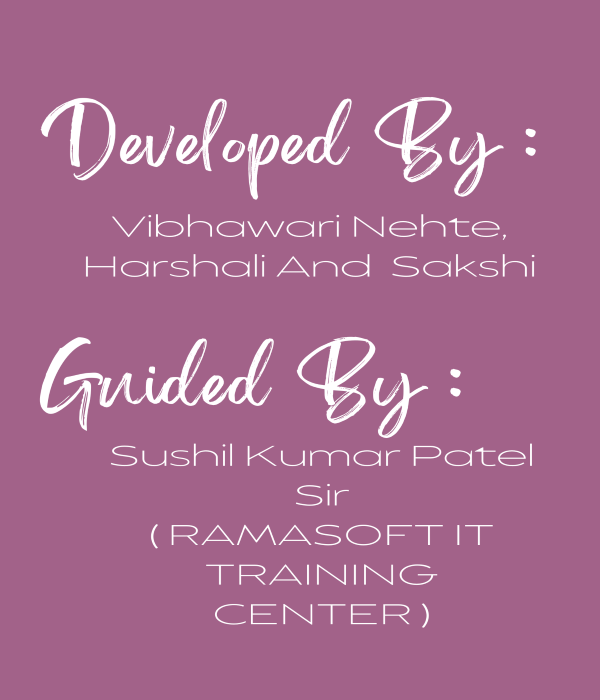 Developed By :
Vibhawari Nehte,
Harshali And Sakshi
Guided By :
Sushil Kumar Patel
Sir
( RAMASOFT IT
TRAINING
CENTER )